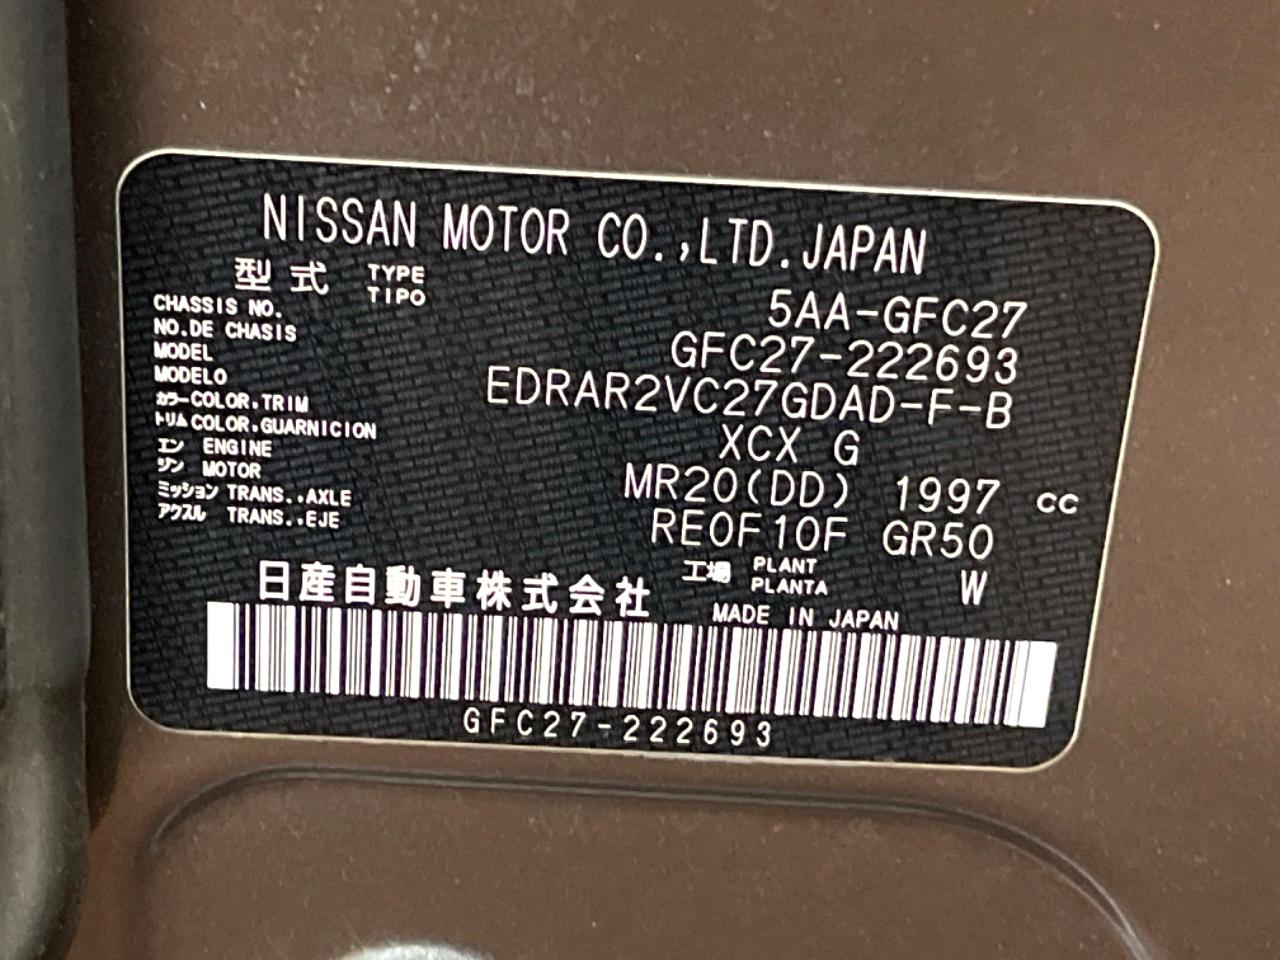 NISSAN MOTOR CO.,LTD.JAPAN
型式 TYPE TIPO 5AA-GFC27
CHASSIS NO.
NO.DE CHASIS GFC27-222693
MODEL
MODELO EDRAR2VC27GDAD-F-B
カラー COLOR.TRIM
トリム COLOR.GUARNICION XCX G
エン ENGINE
ジン MOTOR MR20(DD) 1997 cc
ミッション TRANS.,AXLE
アクスル TRANS.,EJE RE0F10F GR50
工場 PLANT PLANTA W
日産自動車株式会社 MADE IN JAPAN
GFC27-222693